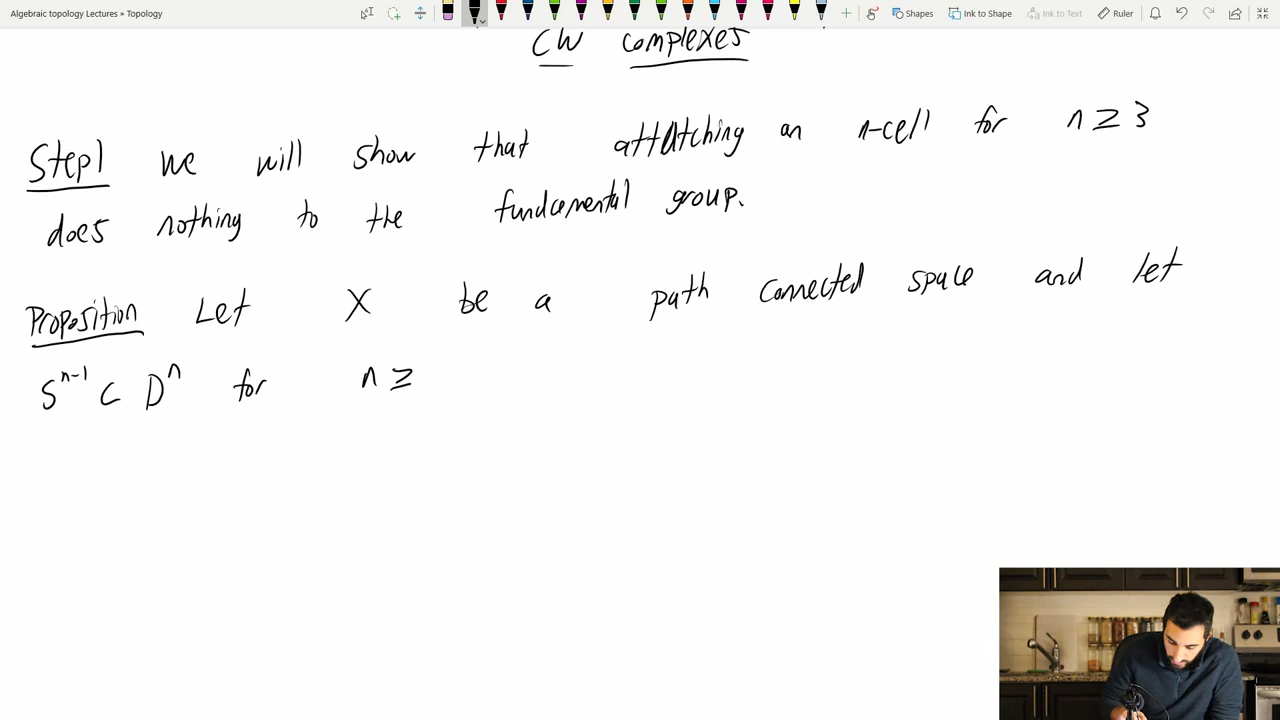 Algebraic topology Lectures » Topology
Shapes
Ink to Shape
Ink to Text
Ruler
CW complexes
Step1 we will show that attatching an n-cell for n ≥ 3
does nothing to the fundamental group.
Proposition Let X be a path connected space and let
S^{n-1} ⊂ D^n for n ≥